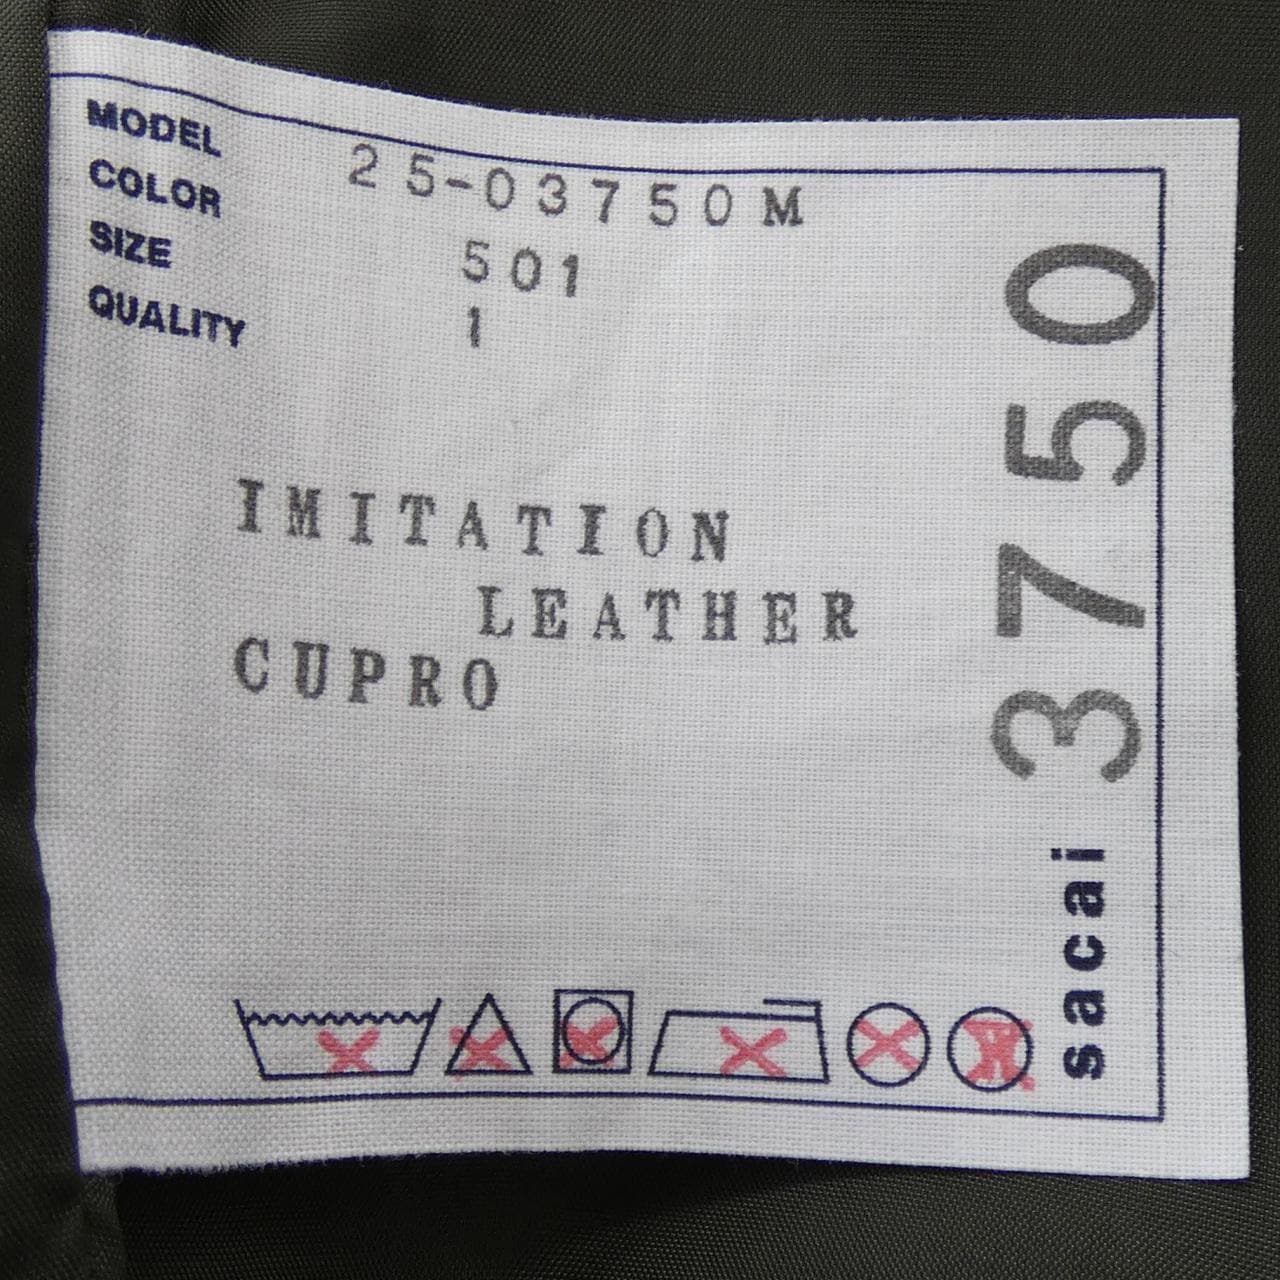 MODEL 25-03750M
COLOR 501
SIZE 1
QUALITY
IMITATION
LEATHER
CUPRO
sacai 3750